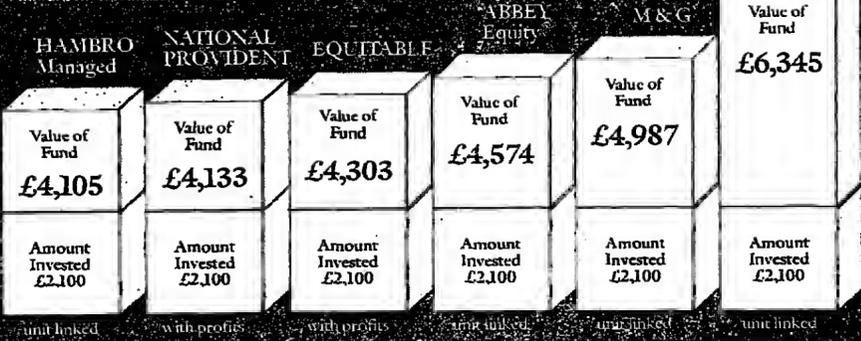 HAMBRO
Managed
Value of
Fund
£4,105
Amount
Invested
£2,100
unit linked
NATIONAL
PROVIDENT
Value of
Fund
£4,133
Amount
Invested
£2,100
with profits
EQUITABLE
Value of
Fund
£4,303
Amount
Invested
£2,100
with profits
ABBEY
Equity
Value of
Fund
£4,574
Amount
Invested
£2,100
unit linked
M & G
Value of
Fund
£4,987
Amount
Invested
£2,100
unit linked
Value of
Fund
£6,345
Amount
Invested
£2,100
unit linked